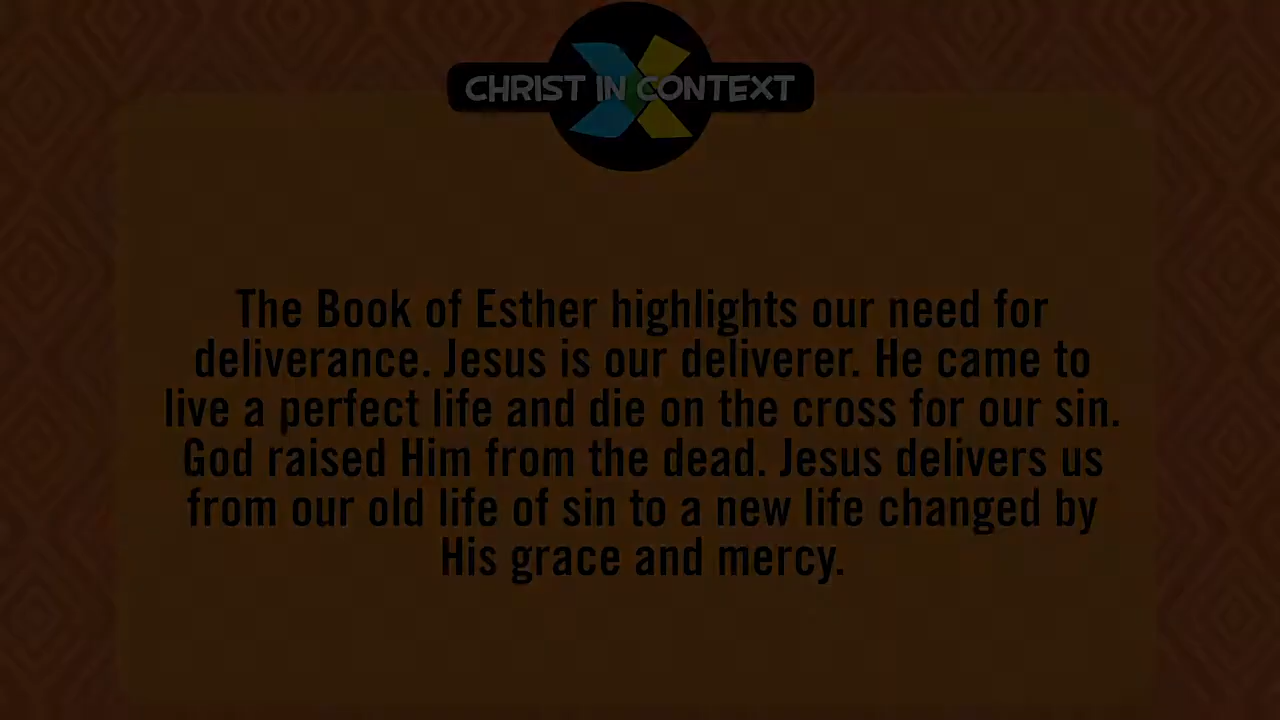 CHRIST IN CONTEXT
The Book of Esther highlights our need for
deliverance. Jesus is our deliverer. He came to
live a perfect life and die on the cross for our sin.
God raised Him from the dead. Jesus delivers us
from our old life of sin to a new life changed by
His grace and mercy.